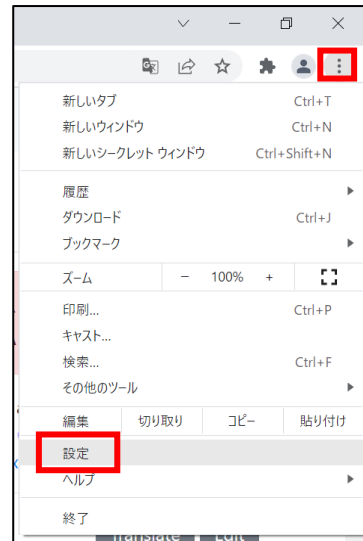 新しいタブ Ctrl+T
新しいウィンドウ Ctrl+N
新しいシークレット ウィンドウ Ctrl+Shift+N
履歴
ダウンロード Ctrl+J
ブックマーク
ズーム − 100% +
印刷... Ctrl+P
キャスト...
検索... Ctrl+F
その他のツール
編集 切り取り コピー 貼り付け
設定
ヘルプ
終了
Translate Edit